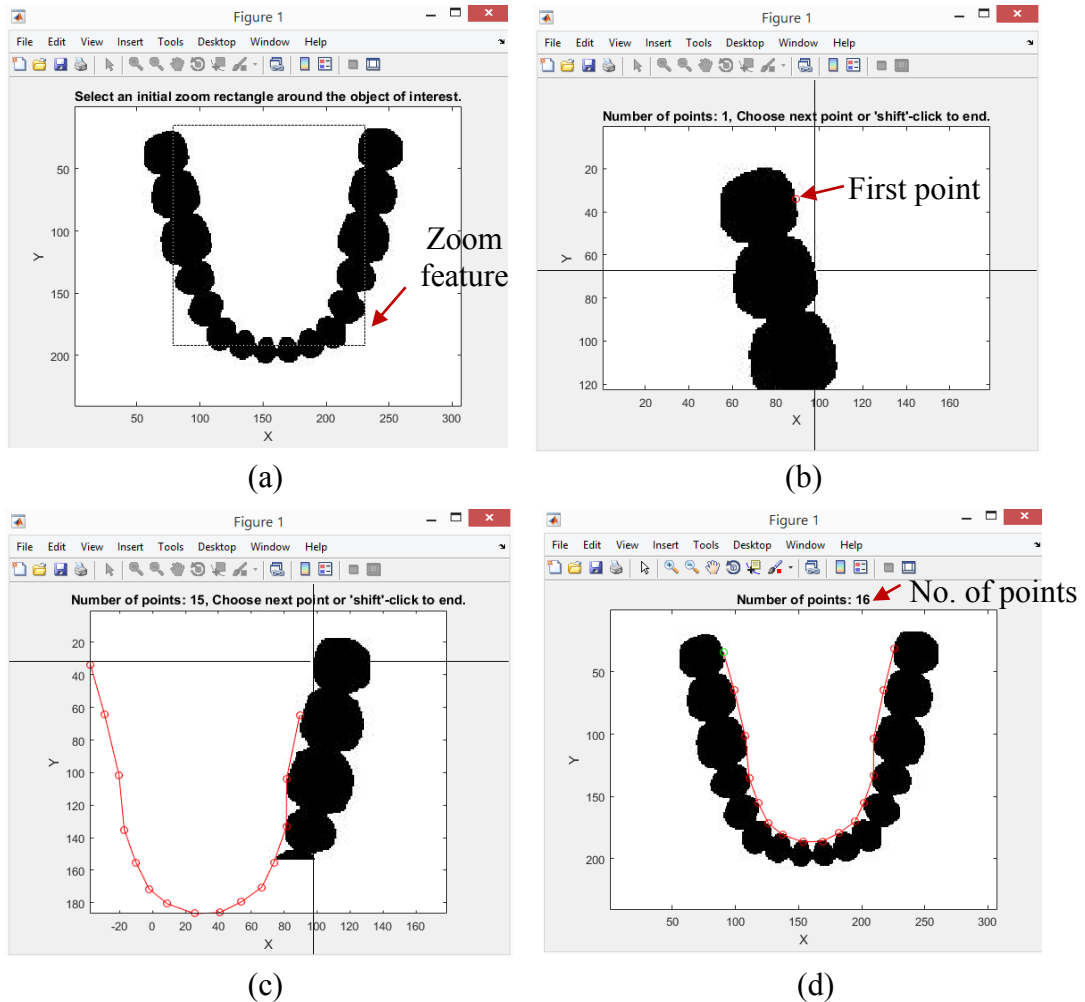 Figure 1
File Edit View Insert Tools Desktop Window Help
Select an initial zoom rectangle around the object of interest.
50
100
150
200
Y
50 100 150 200 250 300
X
Zoom
feature
(a)
Figure 1
File Edit View Insert Tools Desktop Window Help
Number of points: 1, Choose next point or 'shift'-click to end.
First point
20
40
60
80
100
120
Y
20 40 60 80 100 120 140 160
X
(b)
Figure 1
File Edit View Insert Tools Desktop Window Help
Number of points: 15, Choose next point or 'shift'-click to end.
20
40
60
80
100
120
140
160
180
Y
-20 0 20 40 60 80 100 120 140 160
X
(c)
Figure 1
File Edit View Insert Tools Desktop Window Help
Number of points: 16
No. of points
50
100
150
200
Y
50 100 150 200 250 300
X
(d)